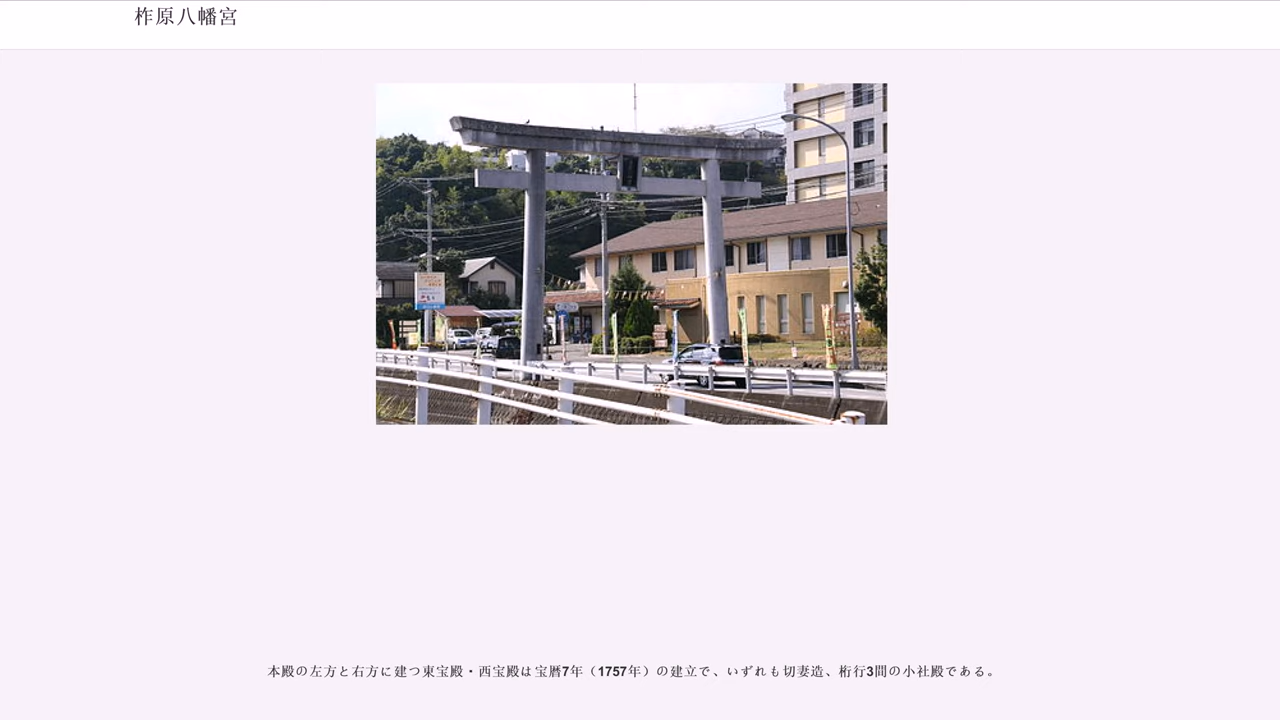 柞原八幡宮
本殿の左方と右方に建つ東宝殿・西宝殿は宝暦7年（1757年）の建立で、いずれも切妻造、桁行3間の小社殿である。